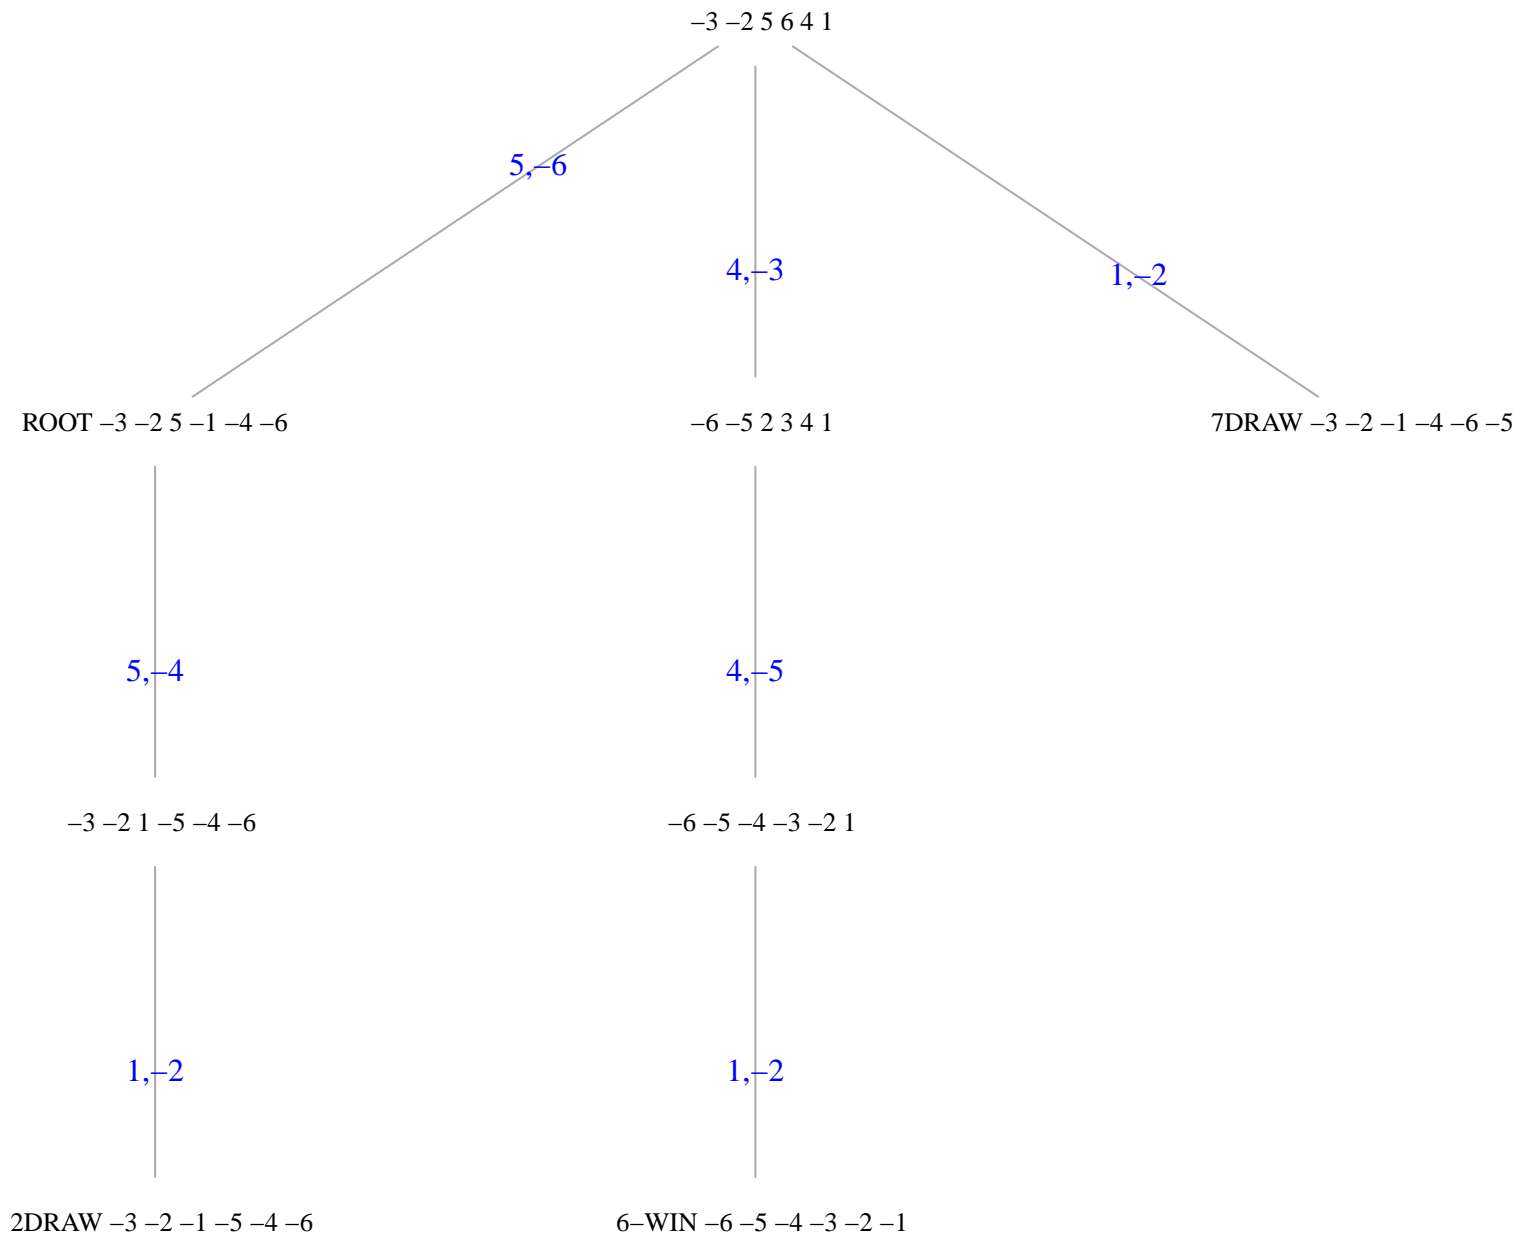 –3 –2 5 6 4 1
5,–6
4,–3
1,–2
ROOT –3 –2 5 –1 –4 –6
–6 –5 2 3 4 1
7DRAW –3 –2 –1 –4 –6 –5
5,–4
4,–5
–3 –2 1 –5 –4 –6
–6 –5 –4 –3 –2 1
1,–2
1,–2
2DRAW –3 –2 –1 –5 –4 –6
6–WIN –6 –5 –4 –3 –2 –1